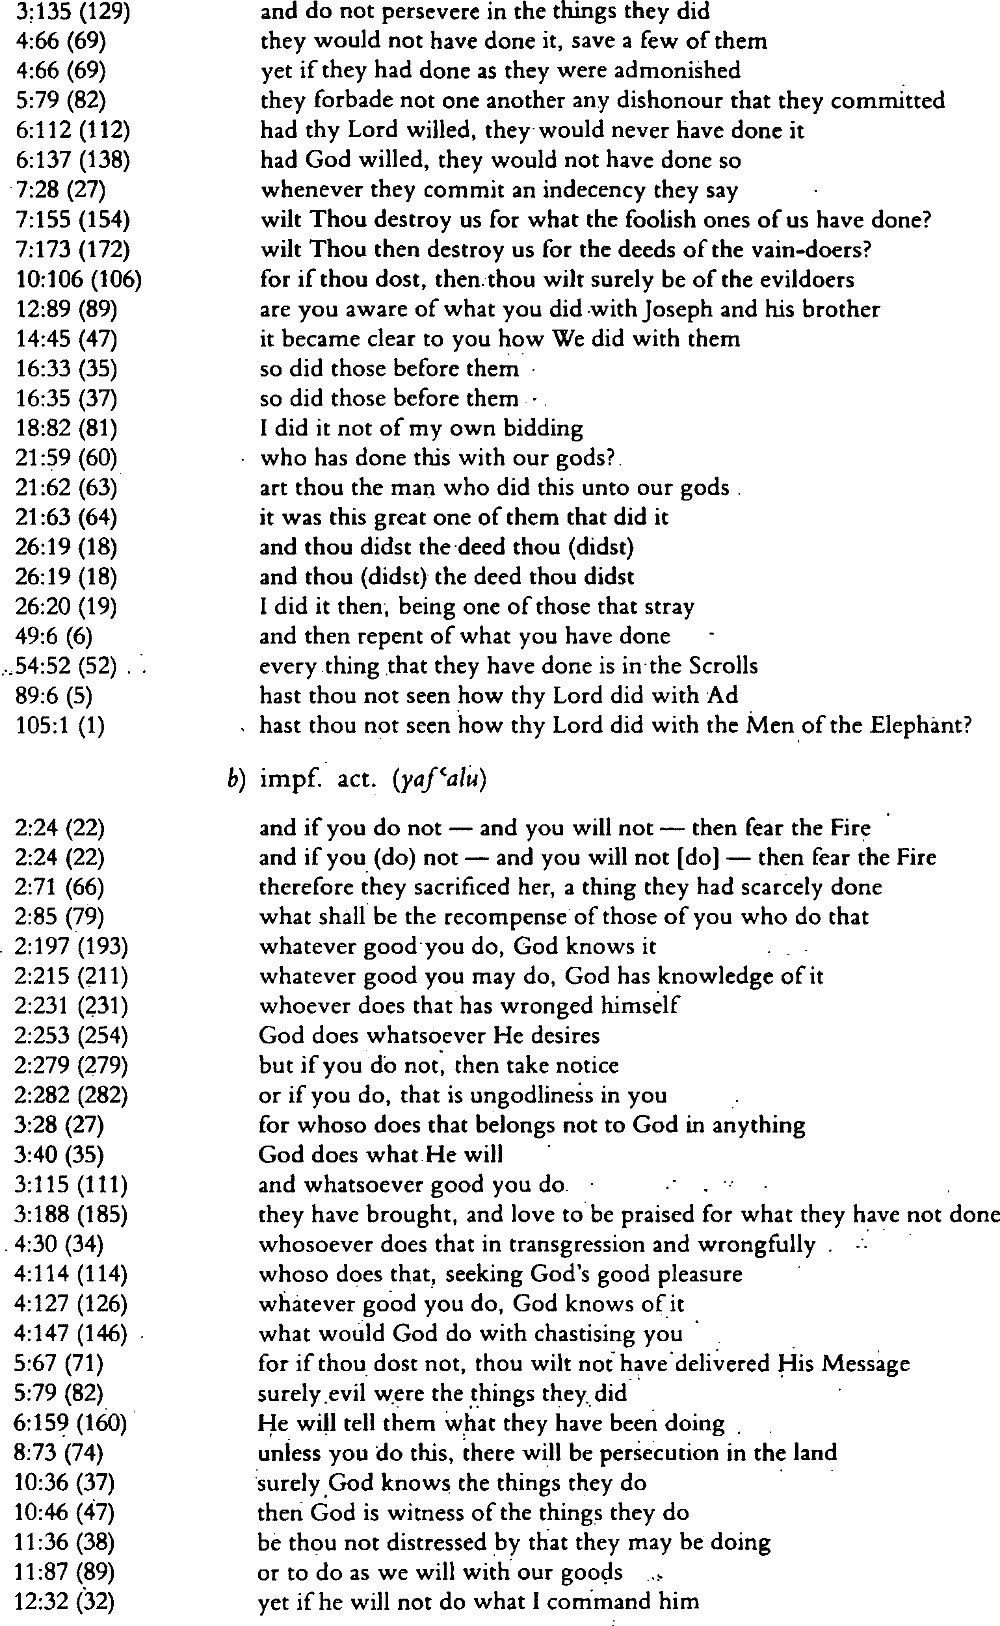 3:135 (129) and do not persevere in the things they did
4:66 (69) they would not have done it, save a few of them
4:66 (69) yet if they had done as they were admonished
5:79 (82) they forbade not one another any dishonour that they committed
6:112 (112) had thy Lord willed, they would never have done it
6:137 (138) had God willed, they would not have done so
7:28 (27) whenever they commit an indecency they say
7:155 (154) wilt Thou destroy us for what the foolish ones of us have done?
7:173 (172) wilt Thou then destroy us for the deeds of the vain-doers?
10:106 (106) for if thou dost, then thou wilt surely be of the evildoers
12:89 (89) are you aware of what you did with Joseph and his brother
14:45 (47) it became clear to you how We did with them
16:33 (35) so did those before them
16:35 (37) so did those before them
18:82 (81) I did it not of my own bidding
21:59 (60) who has done this with our gods?
21:62 (63) art thou the man who did this unto our gods
21:63 (64) it was this great one of them that did it
26:19 (18) and thou didst the deed thou (didst)
26:19 (18) and thou (didst) the deed thou didst
26:20 (19) I did it then, being one of those that stray
49:6 (6) and then repent of what you have done
54:52 (52) every thing that they have done is in the Scrolls
89:6 (5) hast thou not seen how thy Lord did with Ad
105:1 (1) hast thou not seen how thy Lord did with the Men of the Elephant?
b) impf. act. (yafʿalu)
2:24 (22) and if you do not — and you will not — then fear the Fire
2:24 (22) and if you (do) not — and you will not [do] — then fear the Fire
2:71 (66) therefore they sacrificed her, a thing they had scarcely done
2:85 (79) what shall be the recompense of those of you who do that
2:197 (193) whatever good you do, God knows it
2:215 (211) whatever good you may do, God has knowledge of it
2:231 (231) whoever does that has wronged himself
2:253 (254) God does whatsoever He desires
2:279 (279) but if you do not, then take notice
2:282 (282) or if you do, that is ungodliness in you
3:28 (27) for whoso does that belongs not to God in anything
3:40 (35) God does what He will
3:115 (111) and whatsoever good you do
3:188 (185) they have brought, and love to be praised for what they have not done
4:30 (34) whosoever does that in transgression and wrongfully
4:114 (114) whoso does that, seeking God's good pleasure
4:127 (126) whatever good you do, God knows of it
4:147 (146) what would God do with chastising you
5:67 (71) for if thou dost not, thou wilt not have delivered His Message
5:79 (82) surely evil were the things they did
6:159 (160) He will tell them what they have been doing
8:73 (74) unless you do this, there will be persecution in the land
10:36 (37) surely God knows the things they do
10:46 (47) then God is witness of the things they do
11:36 (38) be thou not distressed by that they may be doing
11:87 (89) or to do as we will with our goods
12:32 (32) yet if he will not do what I command him